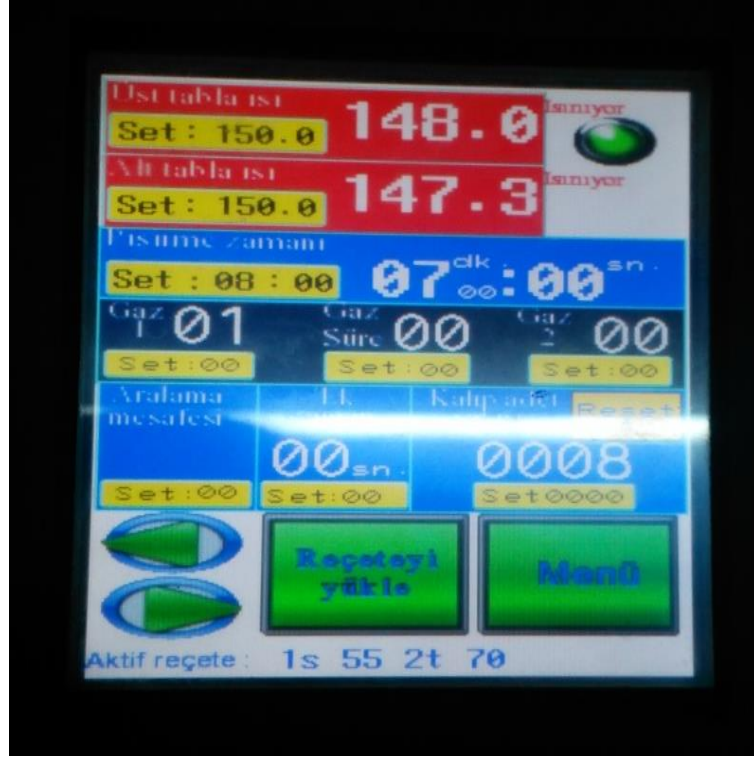 Üst tabla ısı
148.0
Isınıyor
Set: 150.0
Alt tabla ısı
147.3
Isınıyor
Set: 150.0
Pişirme zamanı
Set : 08 : 00
07 dk. 00 : 00 sn.
Gaz 1 01
Gaz Süre 00
Gaz 2 00
Set:00
Set:00
Set:00
Aralama mesafesi
Kalıp adet
Reset
00 sn.
0008
Set:00
Set:00
Set0000
Reçeteyi yükle
Menü
Aktif reçete : 1s 55 2t 70